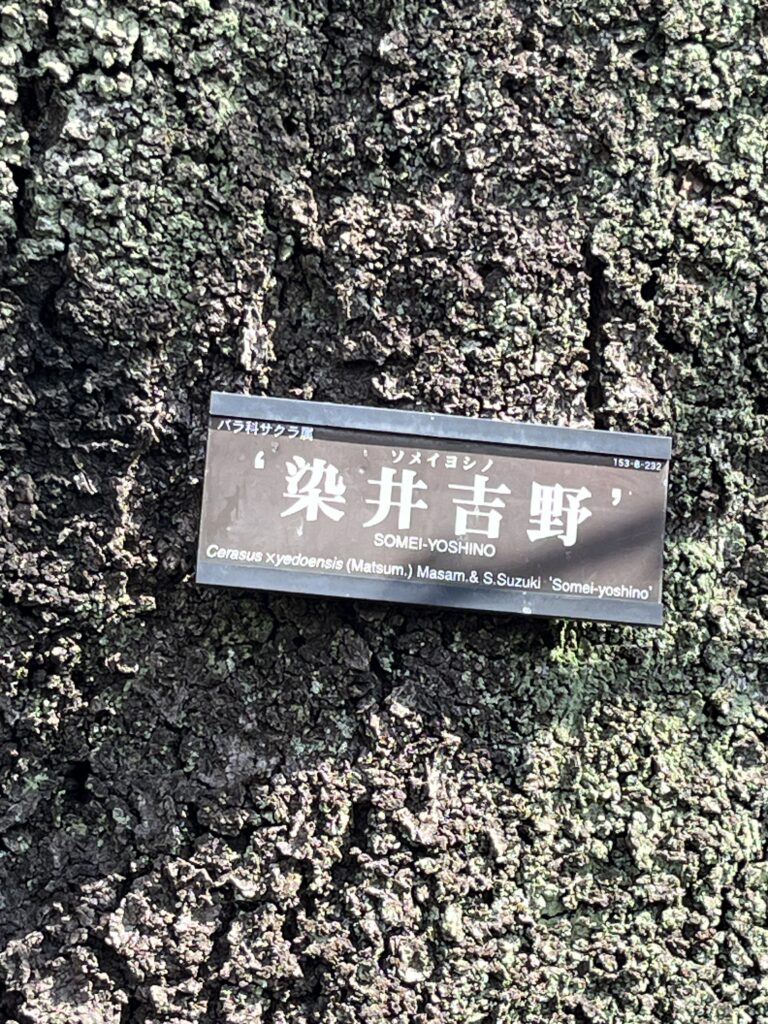 バラ科サクラ属
153-8-232
ソメイヨシノ
‘染井吉野’
SOMEI-YOSHINO
Cerasus ×yedoensis (Matsum.) Masam.& S.Suzuki ‘Somei-yoshino’